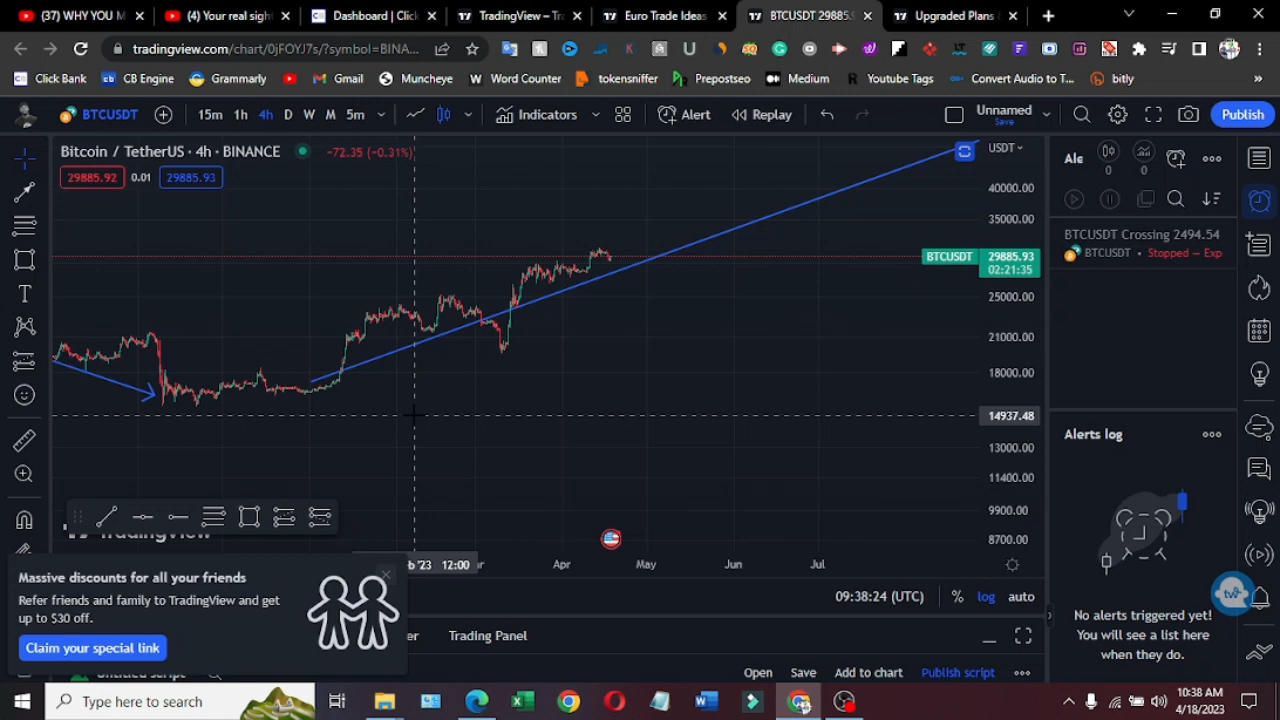 (37) WHY YOU M
(4) Your real sigh
Dashboard | Click
TradingView – Tr
Euro Trade Ideas
BTCUSDT 29885.9
Upgraded Plans &
tradingview.com/chart/0jFOYJ7s/?symbol=BINA...
Click Bank
CB Engine
Grammarly
Gmail
Muncheye
Word Counter
tokensniffer
Prepostseo
Medium
Youtube Tags
Convert Audio to T...
bitly
»
BTCUSDT
15m 1h 4h D W M 5m
Indicators
Alert
Replay
Unnamed
Save
Publish
Bitcoin / TetherUS · 4h · BINANCE
-72.35 (-0.31%)
29885.92 0.01 29885.93
USDT
40000.00
35000.00
BTCUSDT 29885.93
02:21:35
25000.00
21000.00
18000.00
14937.48
13000.00
11400.00
9900.00
8700.00
Ale
0 0
BTCUSDT Crossing 2494.54
BTCUSDT • Stopped — Exp
Alerts log
No alerts triggered yet!
You will see a list here
when they do.
TradingView
b '23 12:00
Apr May Jun Jul
Massive discounts for all your friends
Refer friends and family to TradingView and get
up to $30 off.
Claim your special link
09:38:24 (UTC) % log auto
er Trading Panel
Untitled script
Open Save Add to chart Publish script
Type here to search
10:38 AM
4/18/2023